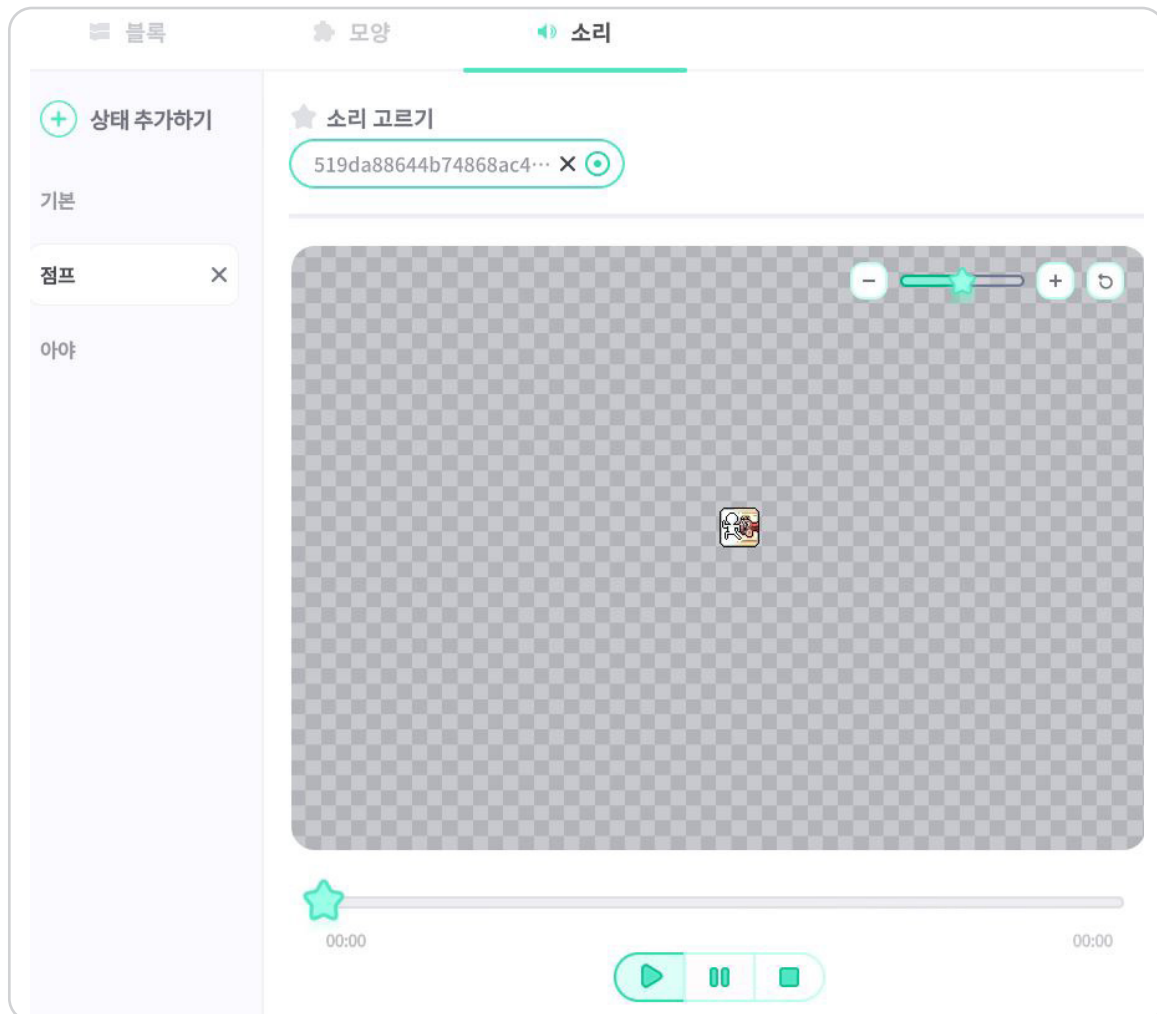 블록 모양 소리
상태 추가하기
기본
점프
아야
소리 고르기
519da88644b74868ac4…
00:00 00:00